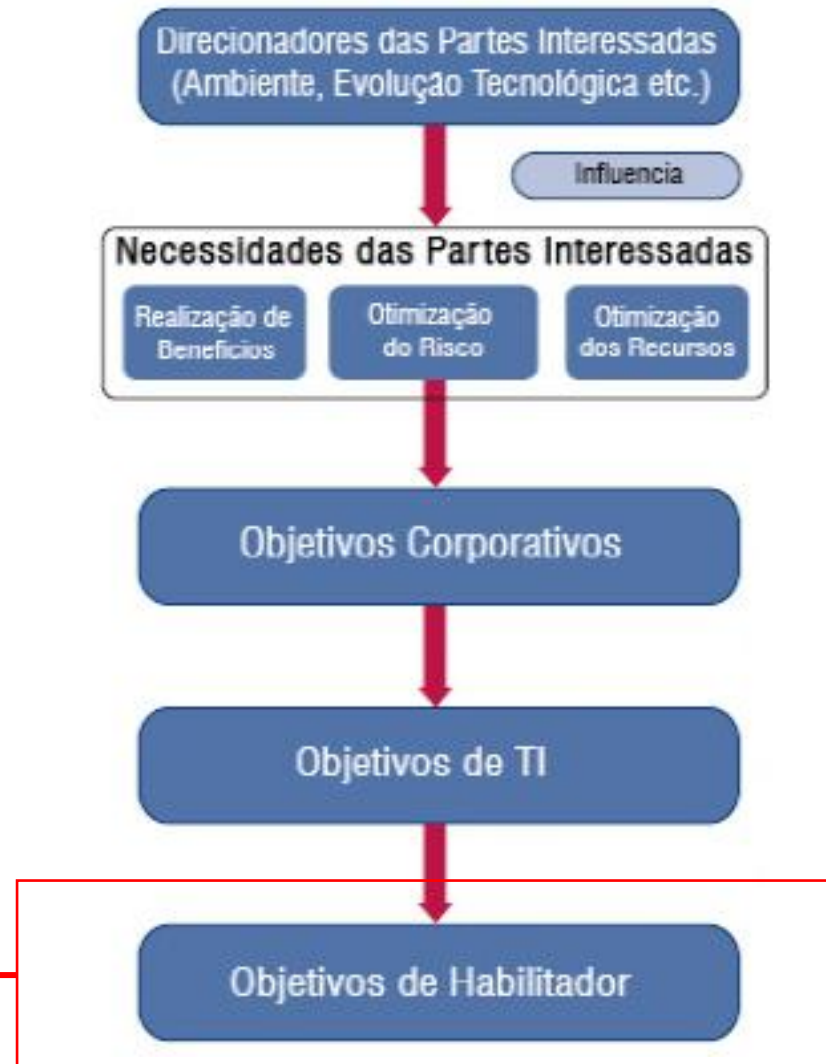 Direcionadores das Partes Interessadas
(Ambiente, Evolução Tecnológica etc.)
Influencia
Necessidades das Partes Interessadas
Realização de
Benefícios
Otimização
do Risco
Otimização
dos Recursos
Objetivos Corporativos
Objetivos de TI
Objetivos de Habilitador